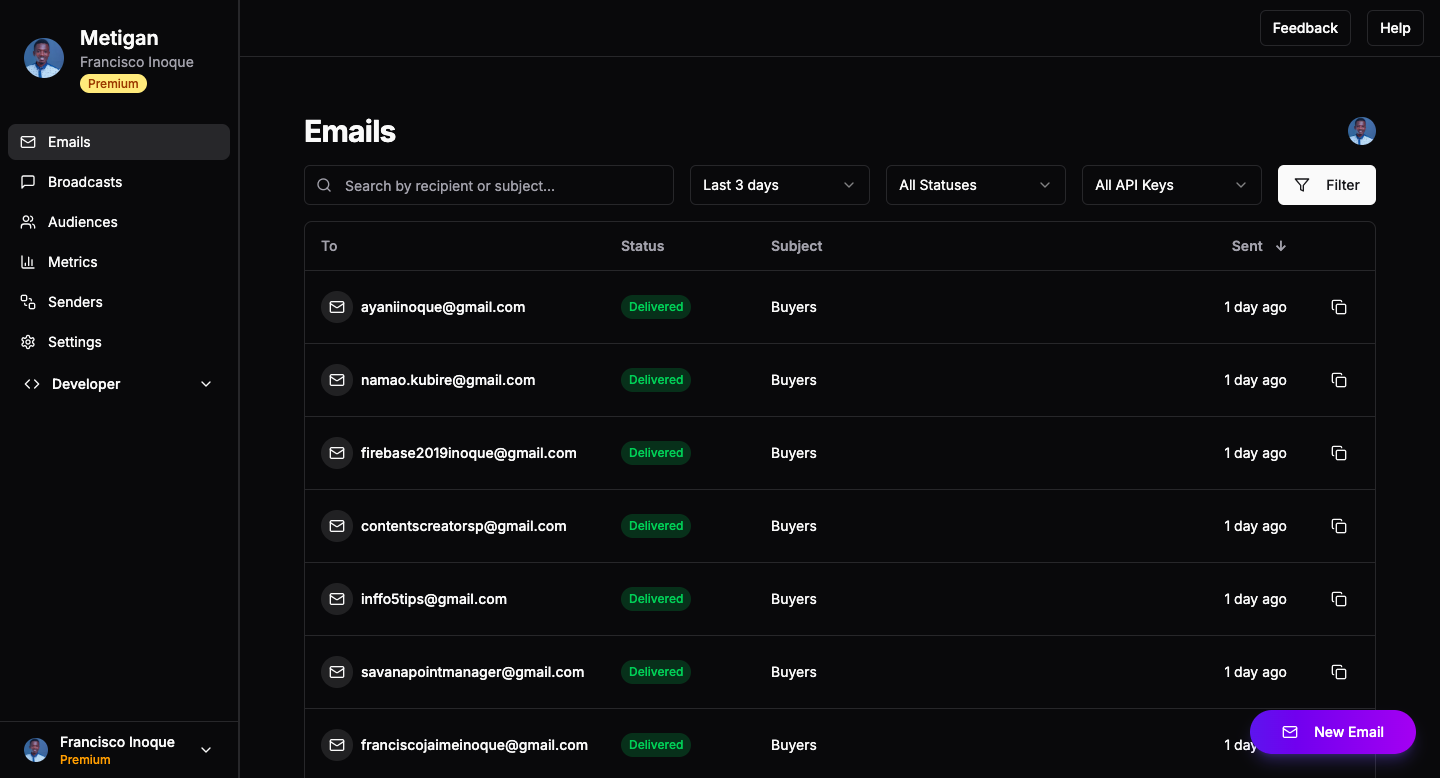 Metigan
Francisco Inoque
Premium
Emails
Broadcasts
Audiences
Metrics
Senders
Settings
Developer
Francisco Inoque
Premium
Feedback Help
Emails
Search by recipient or subject... Last 3 days All Statuses All API Keys Filter
To Status Subject Sent
ayaniinoque@gmail.com Delivered Buyers 1 day ago
namao.kubire@gmail.com Delivered Buyers 1 day ago
firebase2019inoque@gmail.com Delivered Buyers 1 day ago
contentscreatorsp@gmail.com Delivered Buyers 1 day ago
inffo5tips@gmail.com Delivered Buyers 1 day ago
savanapointmanager@gmail.com Delivered Buyers 1 day ago
franciscojaimeinoque@gmail.com Delivered Buyers 1 day
New Email